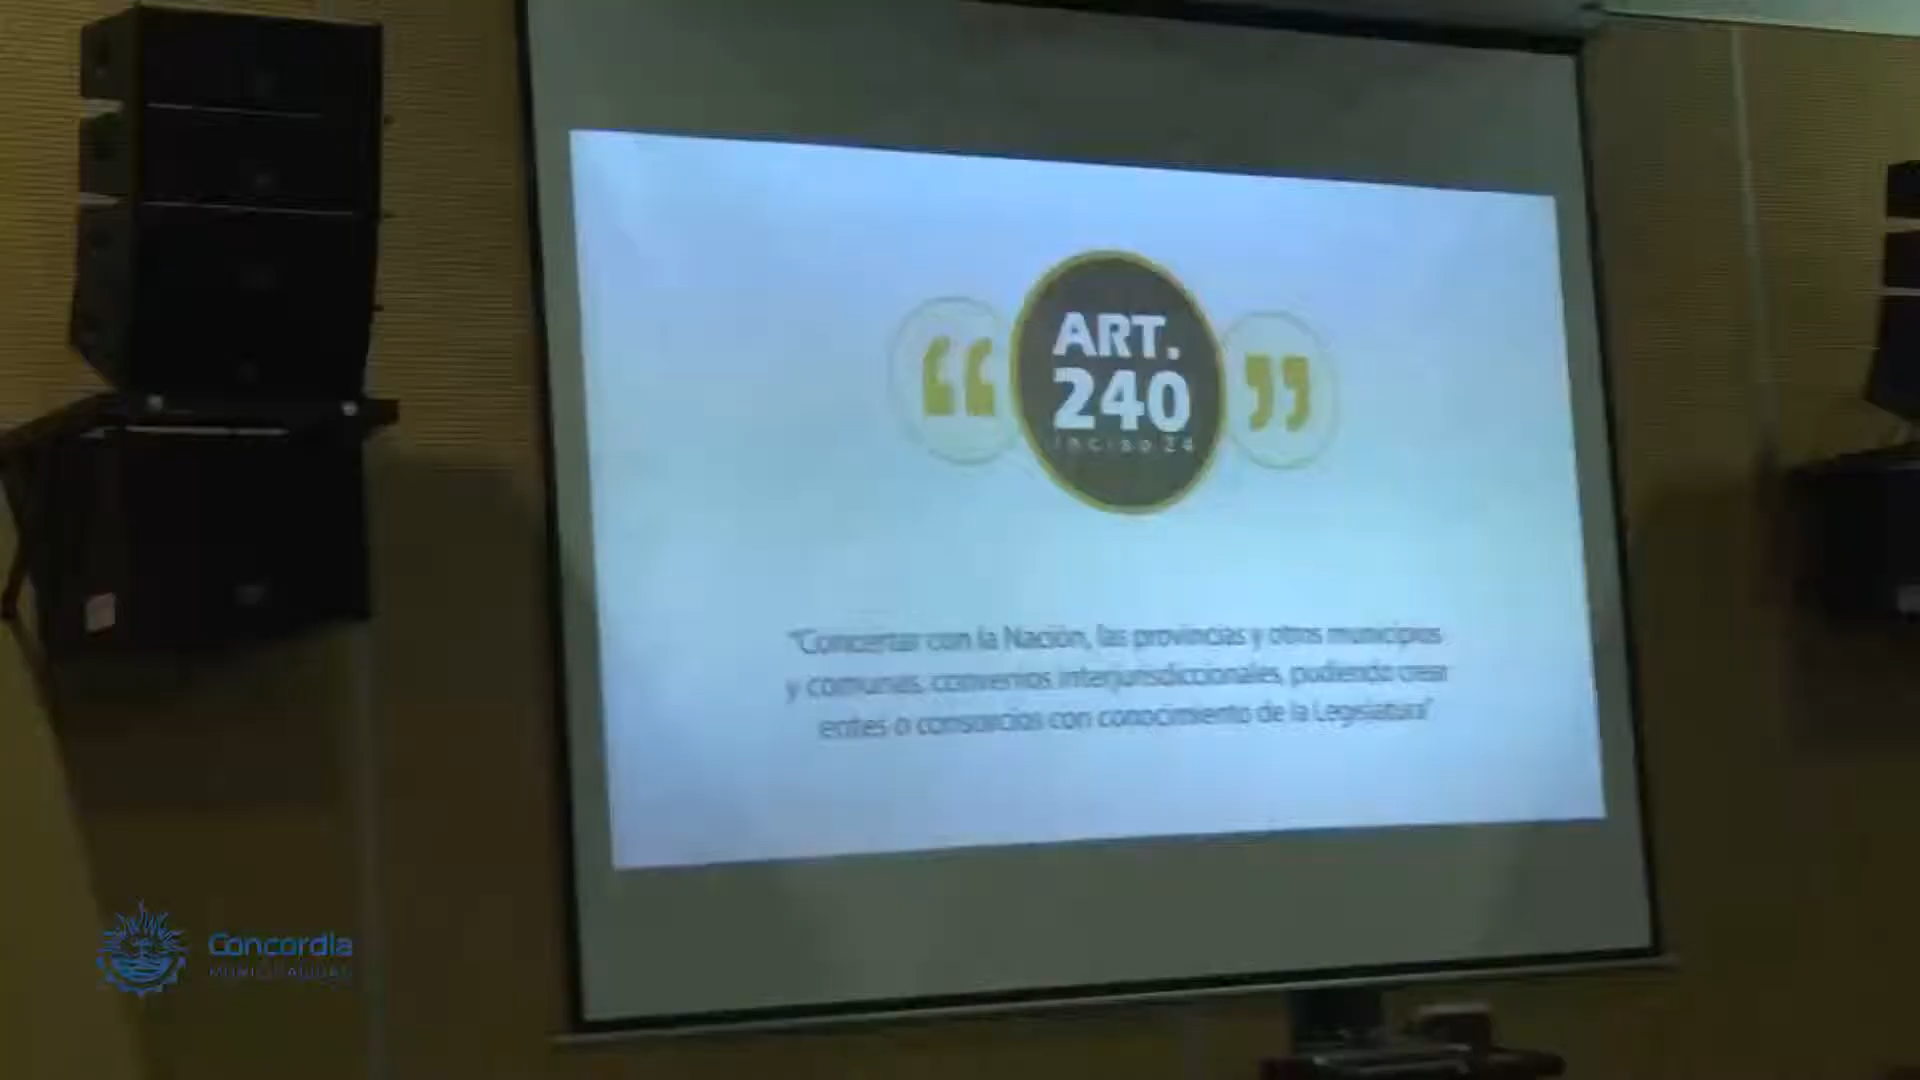 “ ART. ”
240
inciso 24
“Concertar con la Nación, las provincias y otros municipios
y comunas, convenios interjurisdiccionales, pudiendo crear
entes o consorcios con conocimiento de la Legislatura”
Concordia
MUNICIPALIDAD